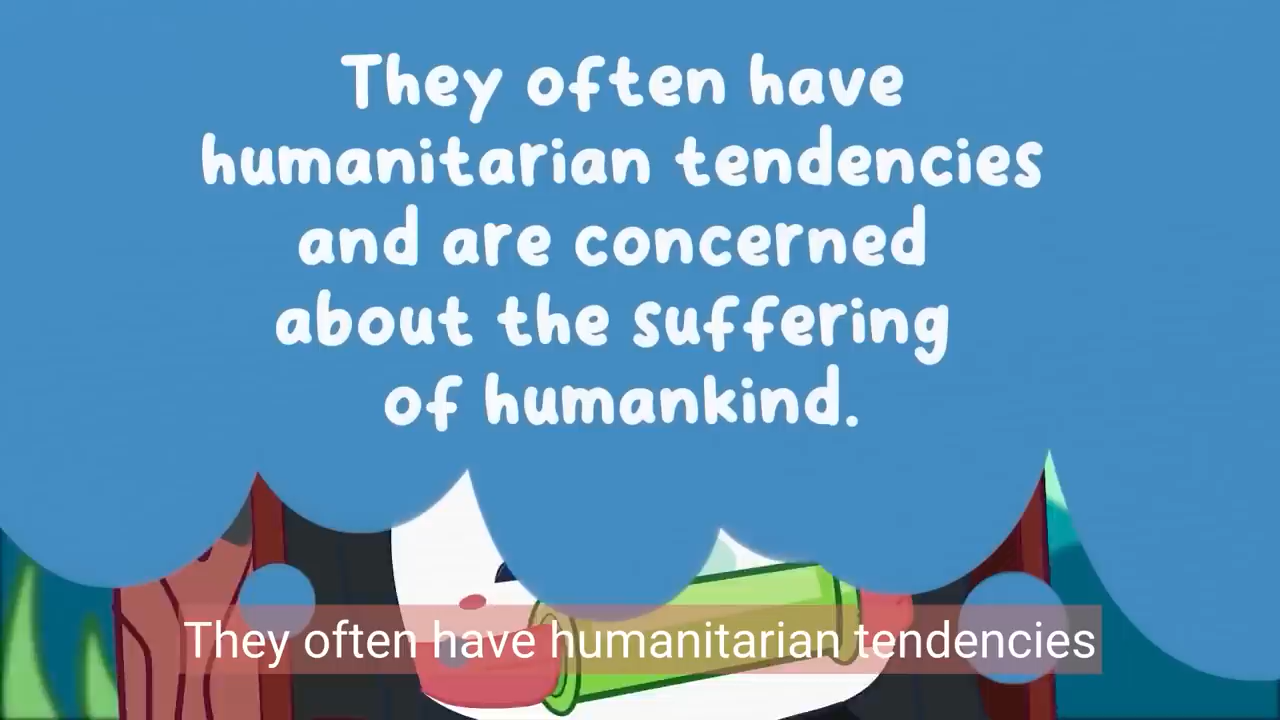 They often have
humanitarian tendencies
and are concerned
about the suffering
of humankind.
They often have humanitarian tendencies